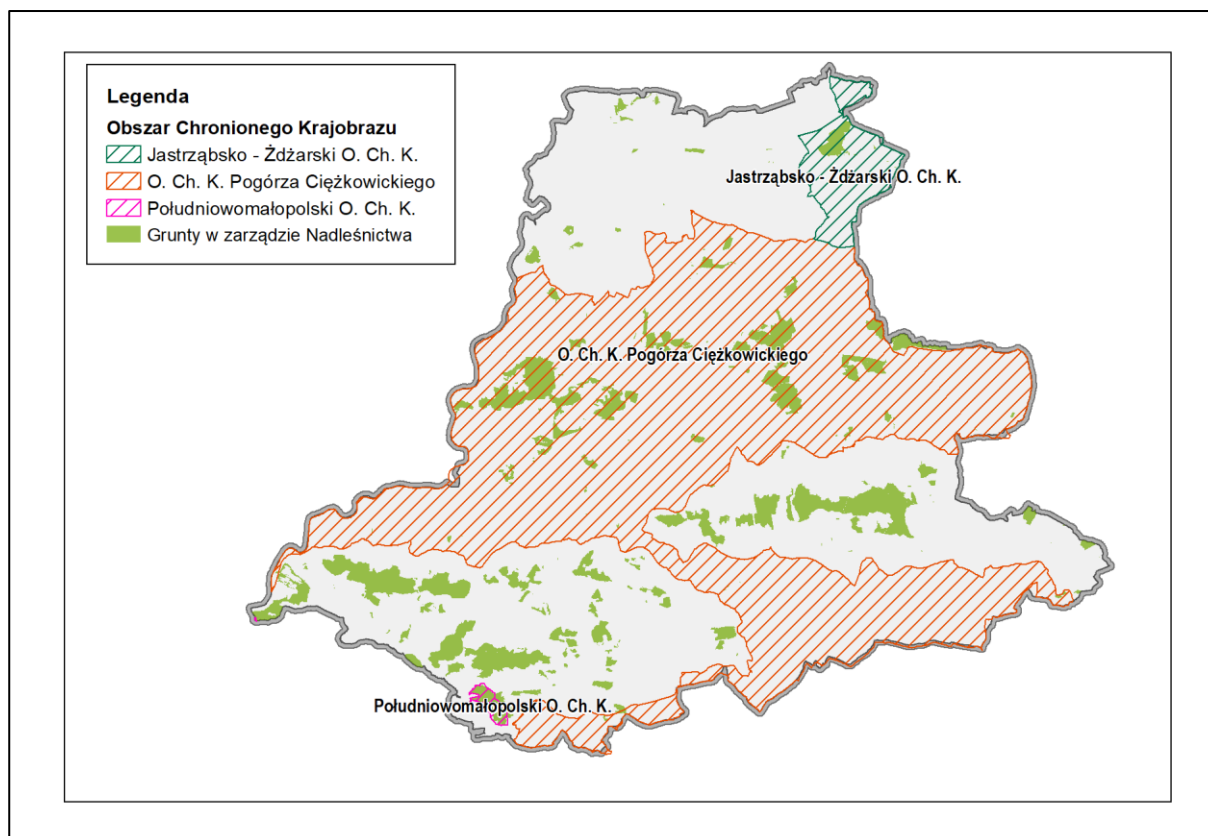 Legenda
Obszar Chronionego Krajobrazu
Jastrząbsko - Żdżarski O. Ch. K.
O. Ch. K. Pogórza Ciężkowickiego
Południowomałopolski O. Ch. K.
Grunty w zarządzie Nadleśnictwa
Jastrząbsko - Żdżarski O. Ch. K.
O. Ch. K. Pogórza Ciężkowickiego
Południowomałopolski O. Ch. K.